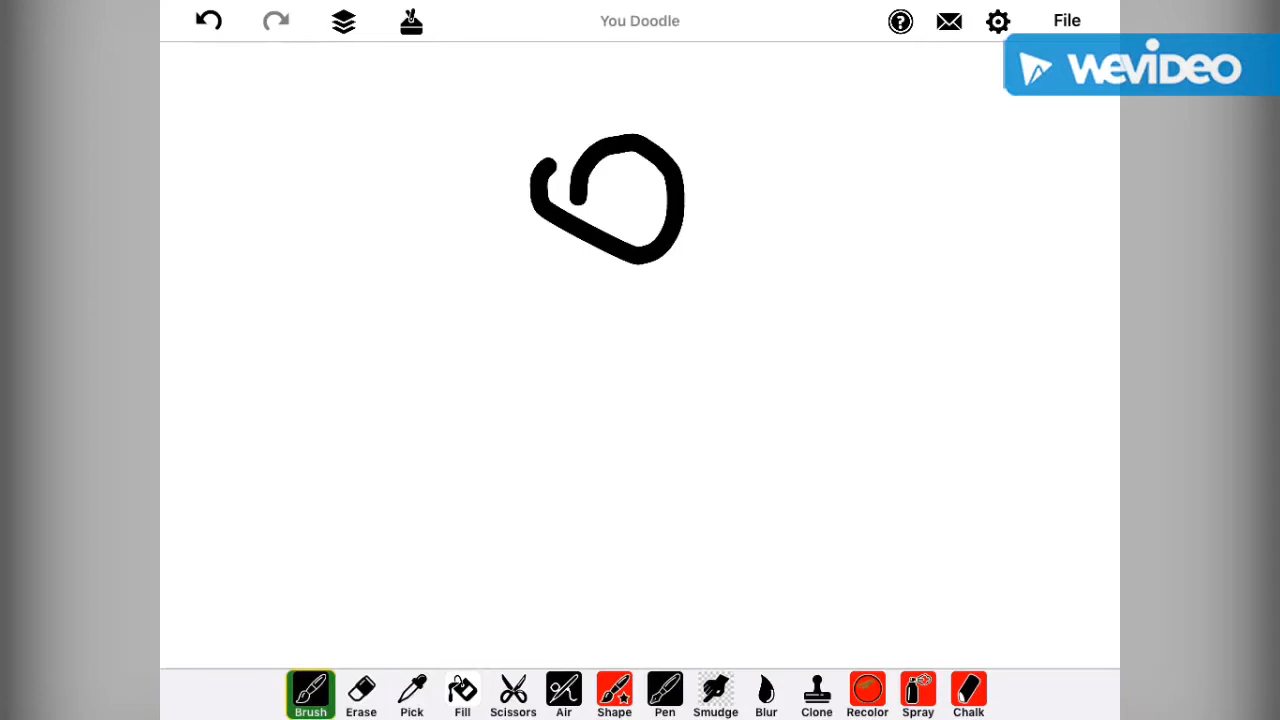 You Doodle
File
WEVIDEO
Brush Erase Pick Fill Scissors Air Shape Pen Smudge Blur Clone Recolor Spray Chalk